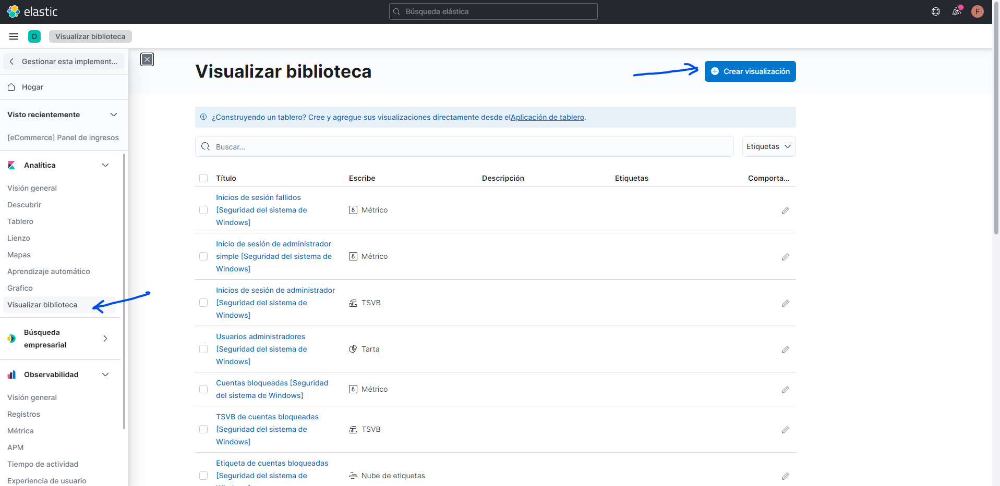 elastic
Búsqueda elástica
F
D
Visualizar biblioteca
Gestionar esta implement...
Hogar
Visto recientemente
[eCommerce] Panel de ingresos
Analítica
Visión general
Descubrir
Tablero
Lienzo
Mapas
Aprendizaje automático
Grafico
Visualizar biblioteca
Búsqueda
empresarial
Observabilidad
Visión general
Registros
Métrica
APM
Tiempo de actividad
Experiencia de usuario
Visualizar biblioteca
Crear visualización
¿Construyendo un tablero? Cree y agregue sus visualizaciones directamente desde elAplicación de tablero.
Buscar...
Etiquetas
Título Escribe Descripción Etiquetas Comporta...
Inicios de sesión fallidos
[Seguridad del sistema de
Windows]
8 Métrico
Inicio de sesión de administrador
simple [Seguridad del sistema de
Windows]
8 Métrico
Inicios de sesión de administrador
[Seguridad del sistema de
Windows]
TSVB
Usuarios administradores
[Seguridad del sistema de
Windows]
Tarta
Cuentas bloqueadas [Seguridad
del sistema de Windows]
8 Métrico
TSVB de cuentas bloqueadas
[Seguridad del sistema de
Windows]
TSVB
Etiqueta de cuentas bloqueadas
[Seguridad del sistema de
Nube de etiquetas